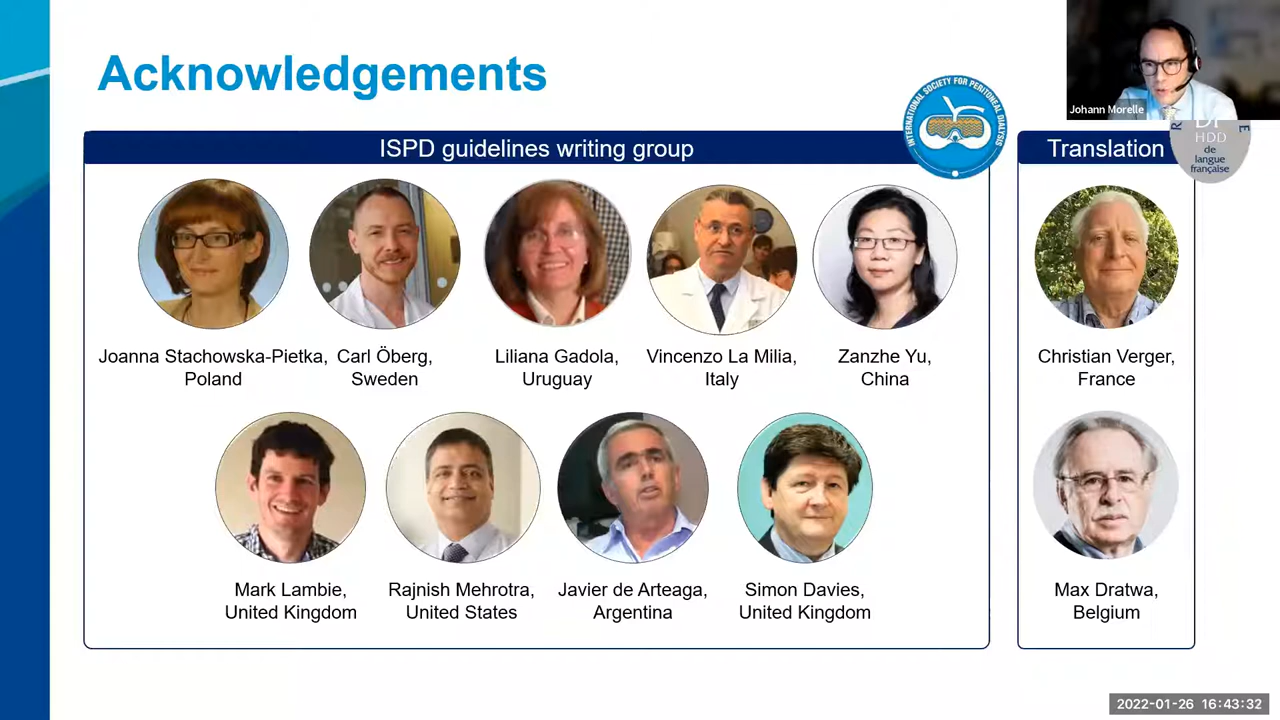 Acknowledgements
Johann Morelle
INTERNATIONAL SOCIETY FOR PERITONEAL DIALYSIS
ISPD guidelines writing group
Translation
R
DP
E
HDD
de
langue
française
Joanna Stachowska-Pietka,
Poland
Carl Öberg,
Sweden
Liliana Gadola,
Uruguay
Vincenzo La Milia,
Italy
Zanzhe Yu,
China
Christian Verger,
France
Mark Lambie,
United Kingdom
Rajnish Mehrotra,
United States
Javier de Arteaga,
Argentina
Simon Davies,
United Kingdom
Max Dratwa,
Belgium
2022-01-26 16:43:32